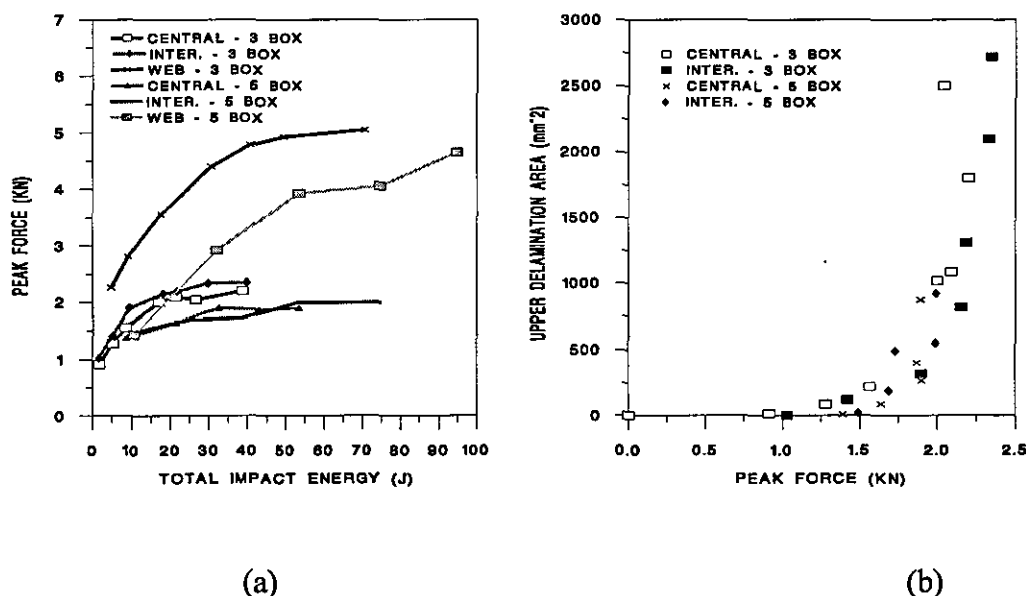 7
6
5
4
3
2
1
0
PEAK FORCE (KN)
CENTRAL - 3 BOX
INTER. - 3 BOX
WEB - 3 BOX
CENTRAL - 5 BOX
INTER. - 5 BOX
WEB - 5 BOX
0 10 20 30 40 50 60 70 80 90 100
TOTAL IMPACT ENERGY (J)
(a)
3000
2500
2000
1500
1000
500
0
UPPER DELAMINATION AREA (mm^2)
CENTRAL - 3 BOX
INTER. - 3 BOX
CENTRAL - 5 BOX
INTER. - 5 BOX
0.0 0.5 1.0 1.5 2.0 2.5
PEAK FORCE (KN)
(b)